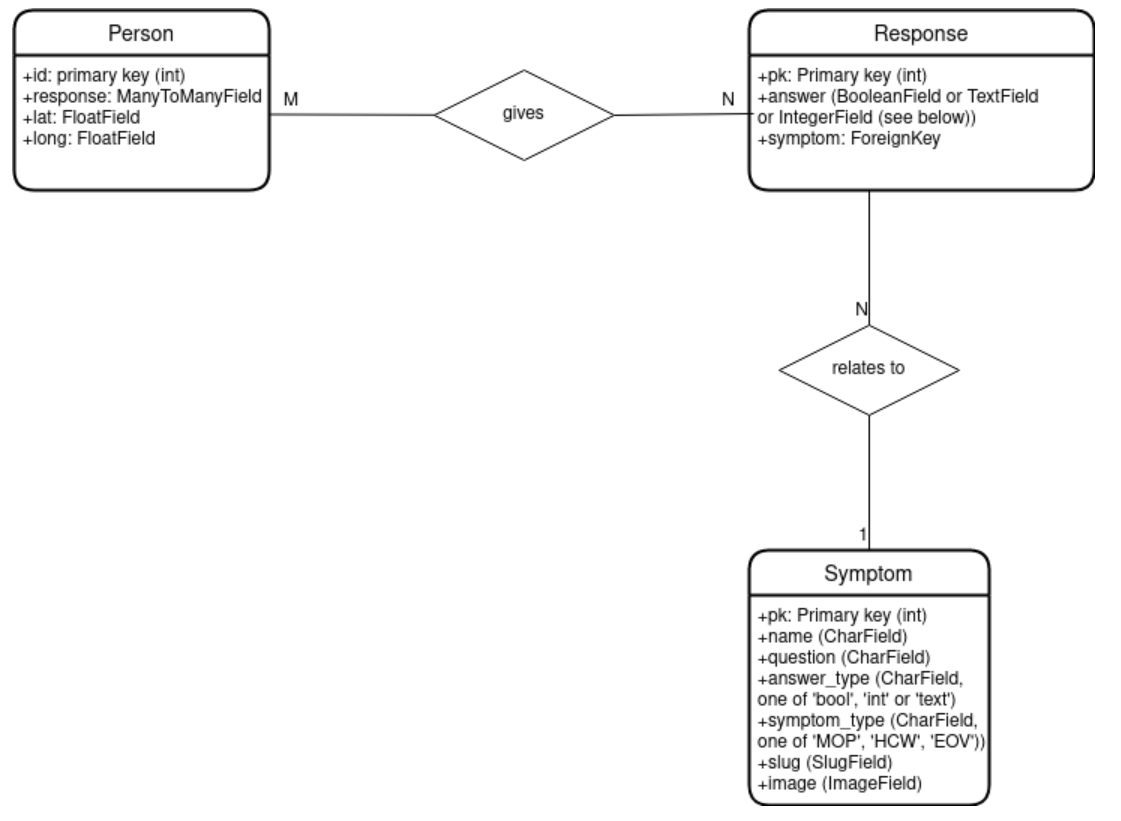 Person
+id: primary key (int)
+response: ManyToManyField
+lat: FloatField
+long: FloatField
M
gives
N
Response
+pk: Primary key (int)
+answer (BooleanField or TextField
or IntegerField (see below))
+symptom: ForeignKey
N
relates to
1
Symptom
+pk: Primary key (int)
+name (CharField)
+question (CharField)
+answer_type (CharField,
one of 'bool', 'int' or 'text')
+symptom_type (CharField,
one of 'MOP', 'HCW', 'EOV'))
+slug (SlugField)
+image (ImageField)